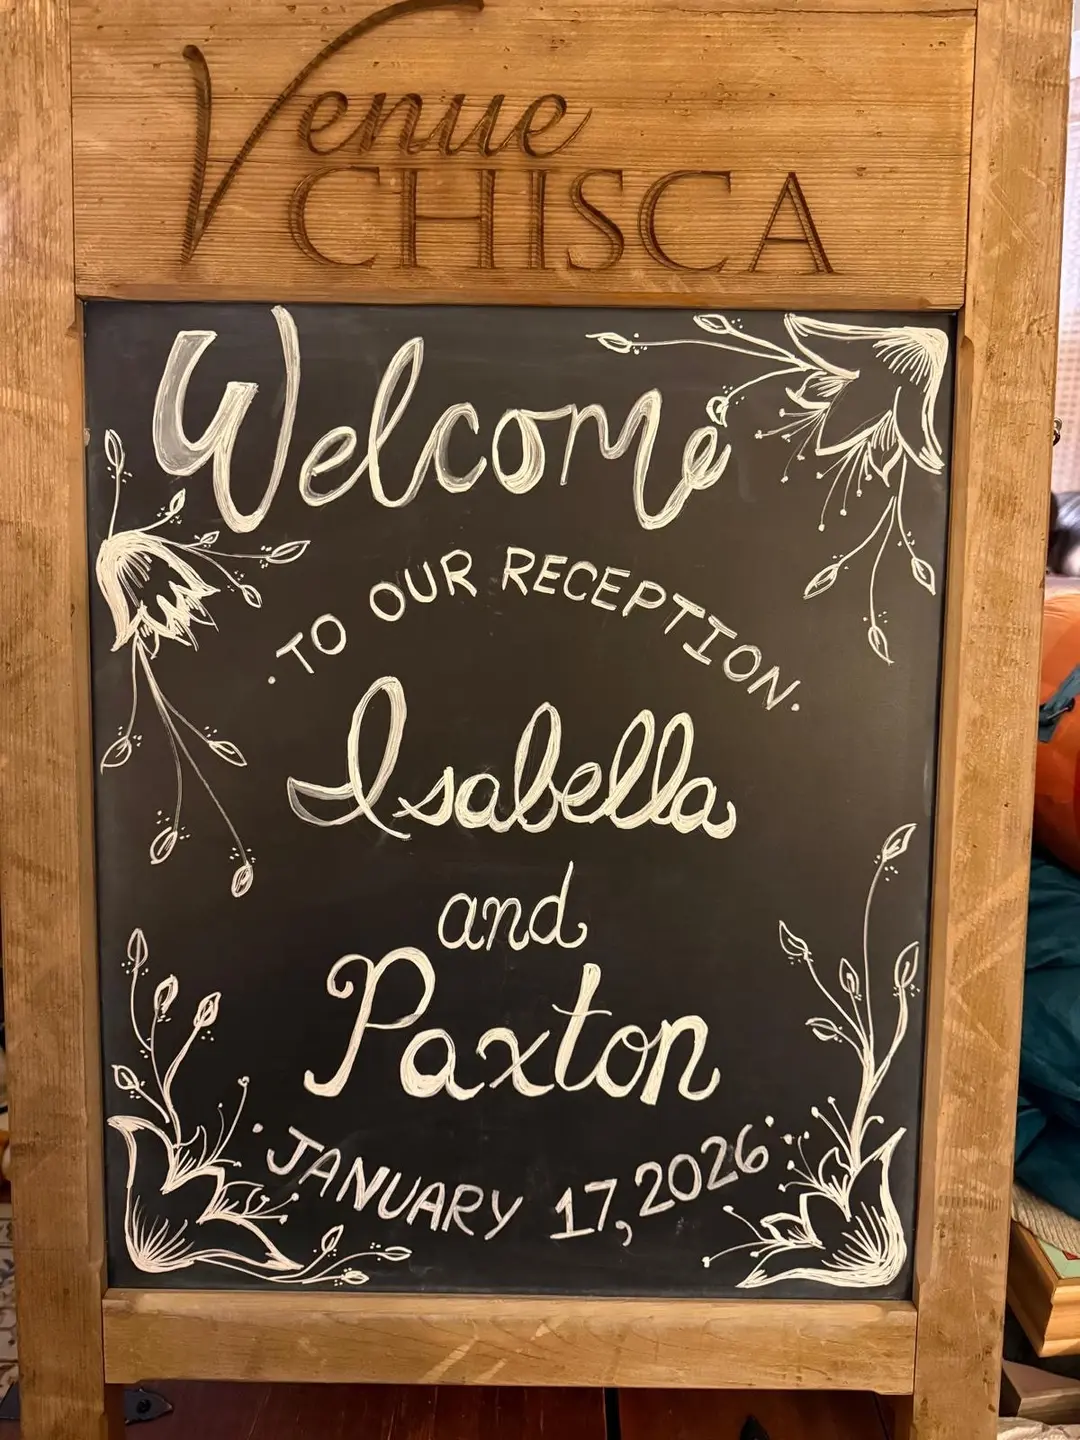 Venue
CHISCA
Welcome
· TO OUR RECEPTION ·
Isabella
and
Paxton
· JANUARY 17, 2026 ·